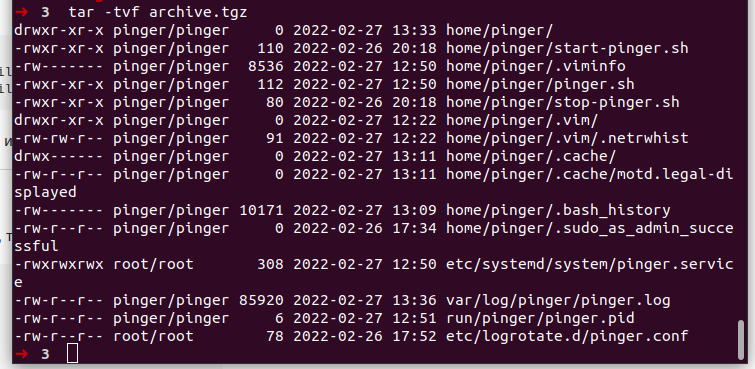 ➜ 3 tar -tvf archive.tgz
drwxr-xr-x pinger/pinger 0 2022-02-27 13:33 home/pinger/
-rwxr-xr-x pinger/pinger 110 2022-02-26 20:18 home/pinger/start-pinger.sh
-rw------- pinger/pinger 8536 2022-02-27 12:50 home/pinger/.viminfo
-rwxr-xr-x pinger/pinger 112 2022-02-27 12:50 home/pinger/pinger.sh
-rwxr-xr-x pinger/pinger 80 2022-02-26 20:18 home/pinger/stop-pinger.sh
drwxr-xr-x pinger/pinger 0 2022-02-27 12:22 home/pinger/.vim/
-rw-rw-r-- pinger/pinger 91 2022-02-27 12:22 home/pinger/.vim/.netrwhist
drwx------ pinger/pinger 0 2022-02-27 13:11 home/pinger/.cache/
-rw-r--r-- pinger/pinger 0 2022-02-27 13:11 home/pinger/.cache/motd.legal-di
splayed
-rw------- pinger/pinger 10171 2022-02-27 13:09 home/pinger/.bash_history
-rw-r--r-- pinger/pinger 0 2022-02-26 17:34 home/pinger/.sudo_as_admin_succe
ssful
-rwxrwxrwx root/root 308 2022-02-27 12:50 etc/systemd/system/pinger.servic
e
-rw-r--r-- pinger/pinger 85920 2022-02-27 13:36 var/log/pinger/pinger.log
-rw-r--r-- pinger/pinger 6 2022-02-27 12:51 run/pinger/pinger.pid
-rw-r--r-- root/root 78 2022-02-26 17:52 etc/logrotate.d/pinger.conf
➜ 3